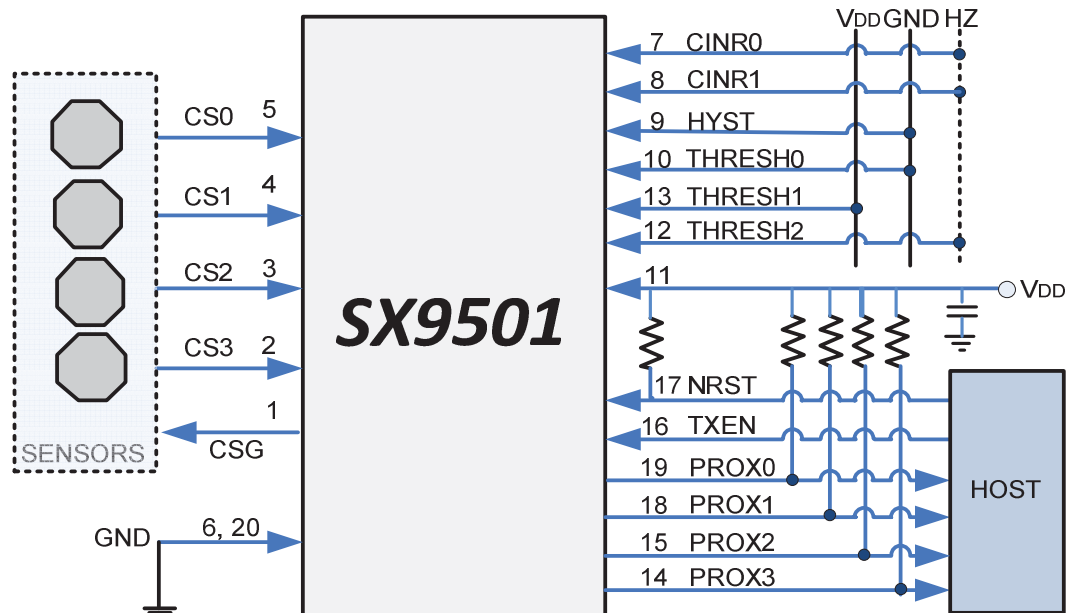 VDD GND HZ
7 CINR0
8 CINR1
9 HYST
10 THRESH0
13 THRESH1
12 THRESH2
11
VDD
CS0 5
CS1 4
CS2 3
CS3 2
1
CSG
SENSORS
GND 6, 20
SX9501
17 NRST
16 TXEN
19 PROX0
18 PROX1
15 PROX2
14 PROX3
HOST